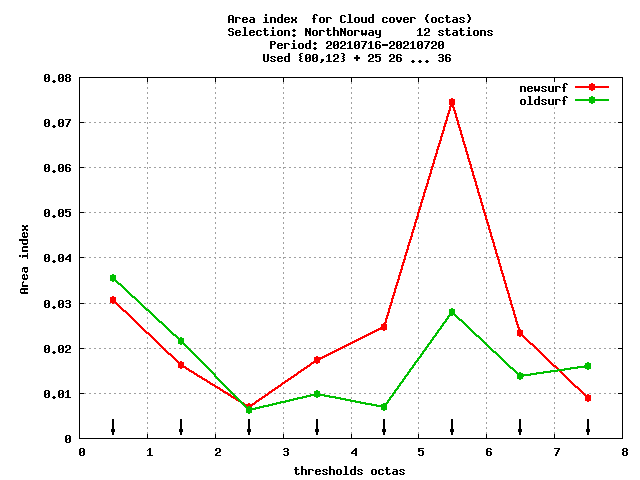 Area index  for Cloud cover (octas)
Selection: NorthNorway     12 stations
Period: 20210716-20210720
Used {00,12} + 25 26 ... 36
newsurf
oldsurf
0.08
0.07
0.06
0.05
0.04
0.03
0.02
0.01
0
Area index
0 1 2 3 4 5 6 7 8
thresholds octas